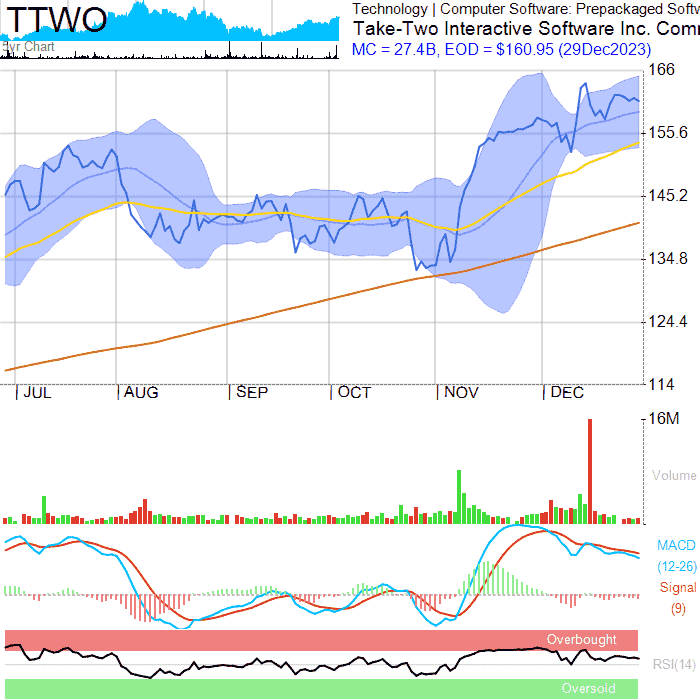 TTWO
5yr Chart
Technology | Computer Software: Prepackaged Softw
Take-Two Interactive Software Inc. Comm
MC = 27.4B, EOD = $160.95 (29Dec2023)
166
155.6
145.2
134.8
124.4
114
JUL AUG SEP OCT NOV DEC
16M
Volume
MACD
(12-26)
Signal
(9)
Overbought
RSI(14)
Oversold